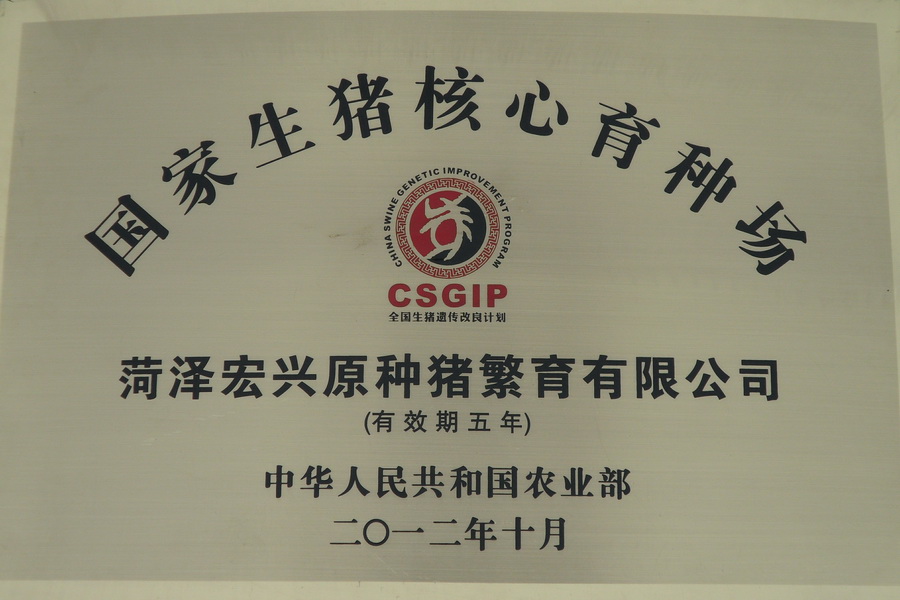 国家生猪核心育种场
CHINA SWINE GENETIC IMPROVEMENT PROGRAM
CSGIP
全国生猪遗传改良计划
菏泽宏兴原种猪繁育有限公司
(有效期五年)
中华人民共和国农业部
二〇一二年十月